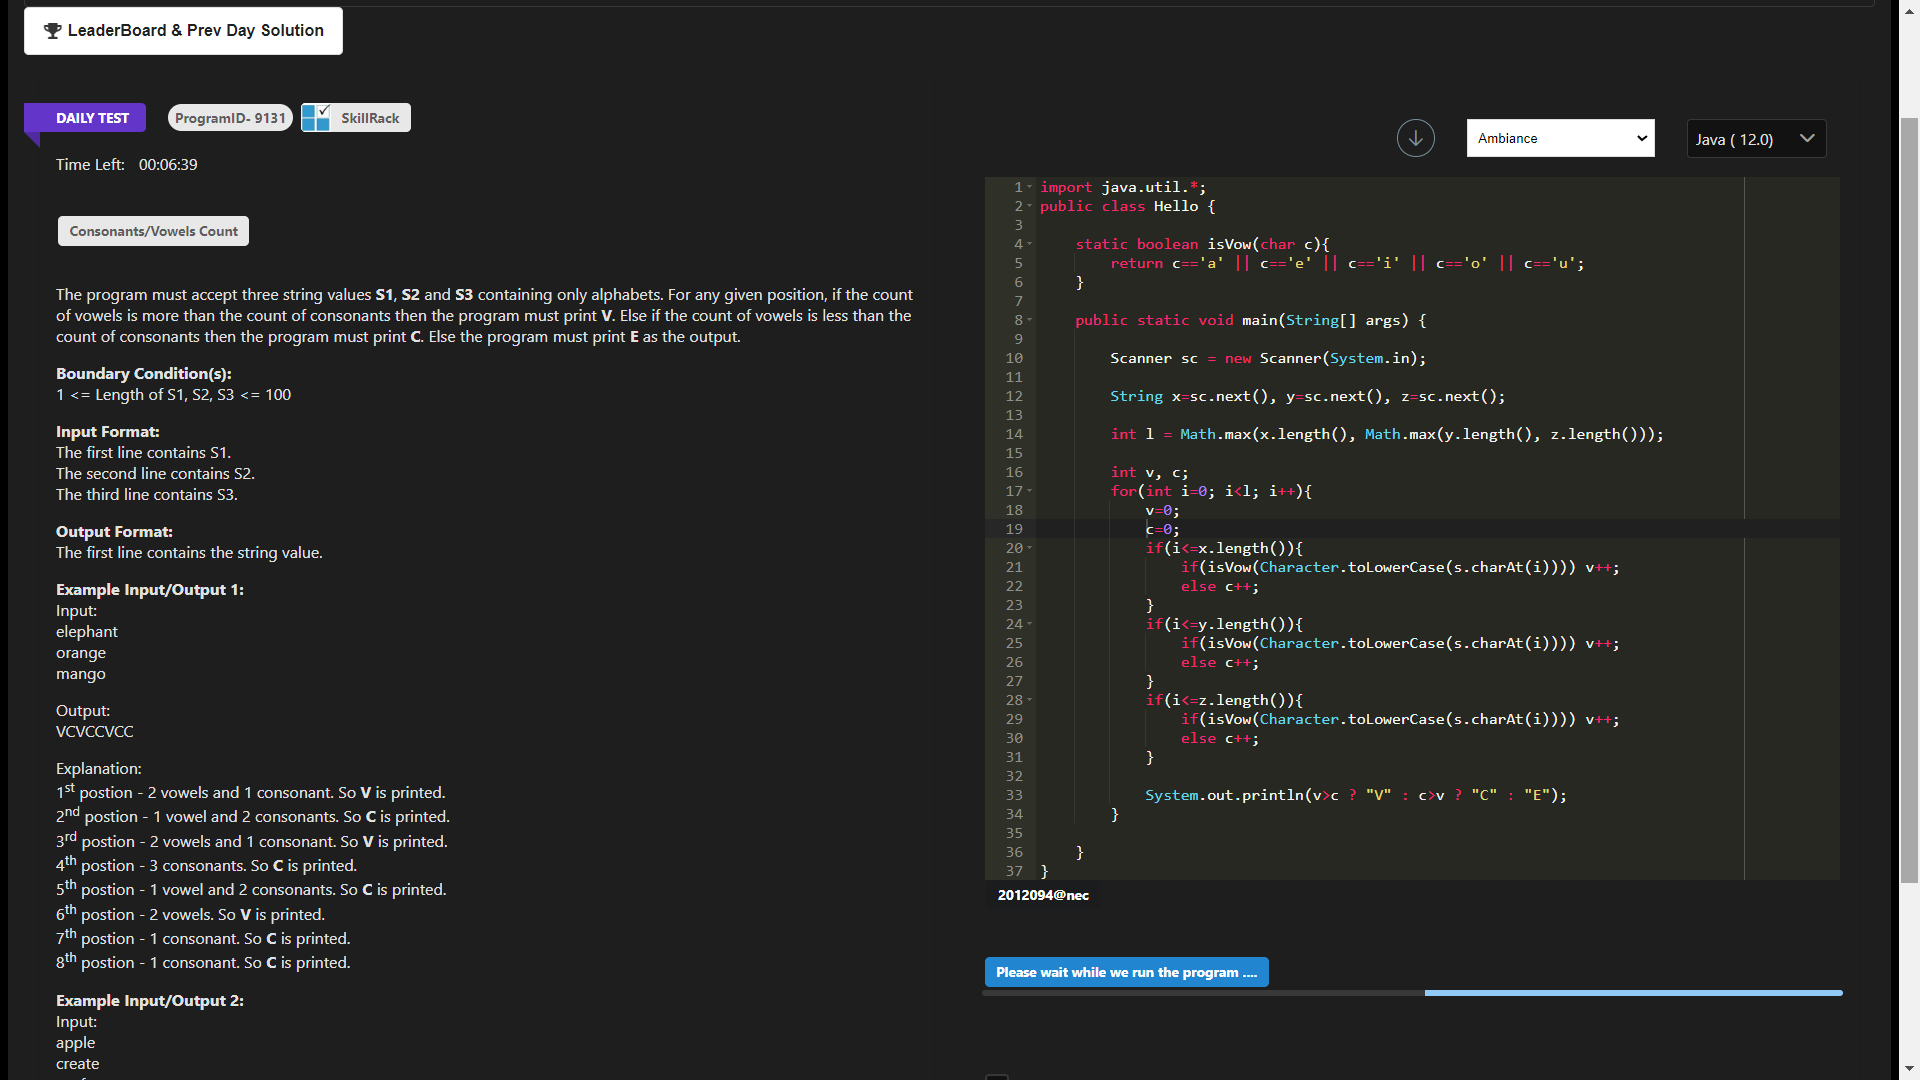 LeaderBoard & Prev Day Solution
DAILY TEST
ProgramID- 9131
SkillRack
Time Left: 00:06:39
Ambiance
Java ( 12.0)
Consonants/Vowels Count
The program must accept three string values S1, S2 and S3 containing only alphabets. For any given position, if the count
of vowels is more than the count of consonants then the program must print V. Else if the count of vowels is less than the
count of consonants then the program must print C. Else the program must print E as the output.
Boundary Condition(s):
1 <= Length of S1, S2, S3 <= 100
Input Format:
The first line contains S1.
The second line contains S2.
The third line contains S3.
Output Format:
The first line contains the string value.
Example Input/Output 1:
Input:
elephant
orange
mango
Output:
VCVCCVCC
Explanation:
1st postion - 2 vowels and 1 consonant. So V is printed.
2nd postion - 1 vowel and 2 consonants. So C is printed.
3rd postion - 2 vowels and 1 consonant. So V is printed.
4th postion - 3 consonants. So C is printed.
5th postion - 1 vowel and 2 consonants. So C is printed.
6th postion - 2 vowels. So V is printed.
7th postion - 1 consonant. So C is printed.
8th postion - 1 consonant. So C is printed.
Example Input/Output 2:
Input:
apple
create
1 import java.util.*;
2 public class Hello {
3
4 static boolean isVow(char c){
5 return c=='a' || c=='e' || c=='i' || c=='o' || c=='u';
6 }
7
8 public static void main(String[] args) {
9
10 Scanner sc = new Scanner(System.in);
11
12 String x=sc.next(), y=sc.next(), z=sc.next();
13
14 int l = Math.max(x.length(), Math.max(y.length(), z.length()));
15
16 int v, c;
17 for(int i=0; i<l; i++){
18 v=0;
19 c=0;
20 if(i<=x.length()){
21 if(isVow(Character.toLowerCase(s.charAt(i)))) v++;
22 else c++;
23 }
24 if(i<=y.length()){
25 if(isVow(Character.toLowerCase(s.charAt(i)))) v++;
26 else c++;
27 }
28 if(i<=z.length()){
29 if(isVow(Character.toLowerCase(s.charAt(i)))) v++;
30 else c++;
31 }
32
33 System.out.println(v>c ? "V" : c>v ? "C" : "E");
34 }
35
36 }
37 }
2012094@nec
Please wait while we run the program ....